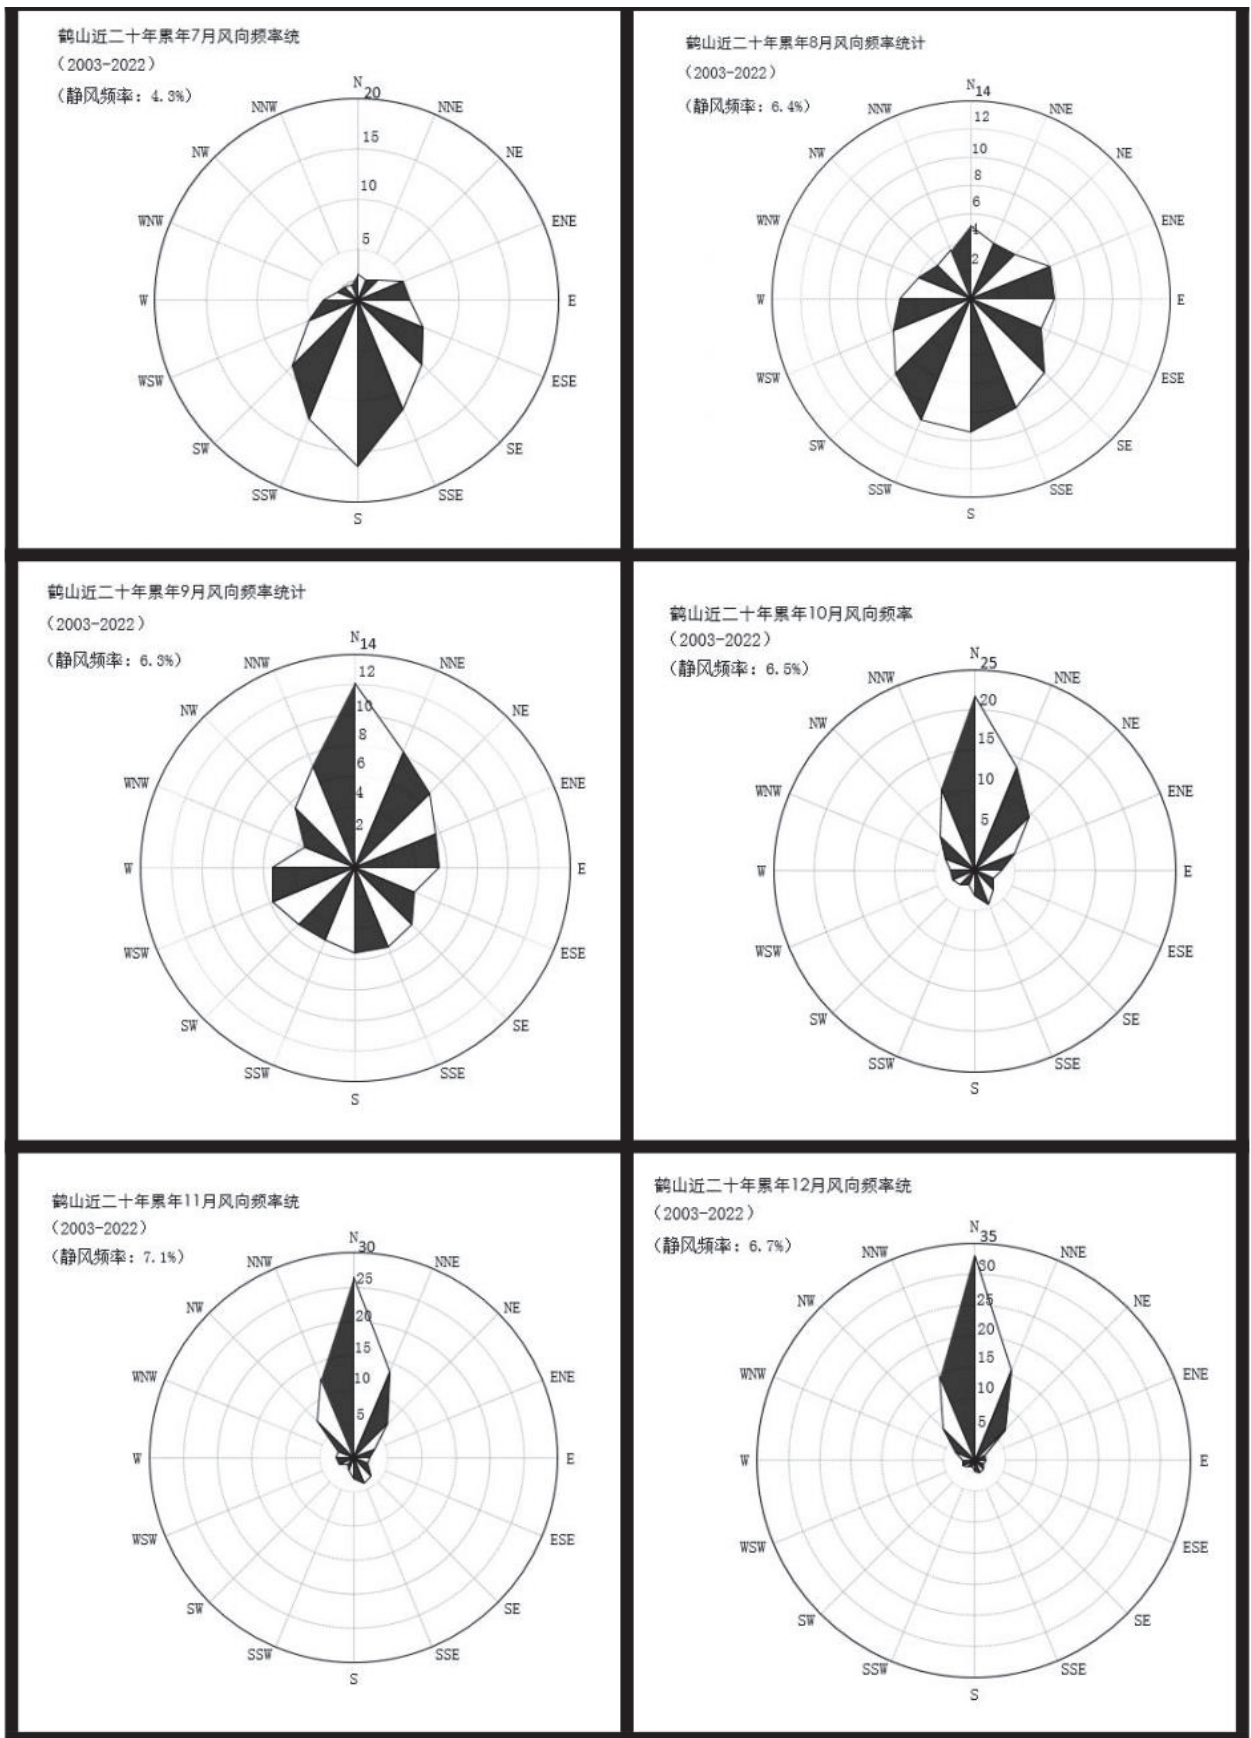 鹤山近二十年累年7月风向频率统
（2003-2022）
（静风频率：4.3%）
N
20
NNW
NNE
15
NW
NE
10
WNW
ENE
5
W
E
WSW
ESE
SW
SE
SSW
SSE
S
鹤山近二十年累年8月风向频率统计
（2003-2022）
（静风频率：6.4%）
N
14
NNW
NNE
12
10
NW
NE
8
6
WNW
ENE
4
2
W
E
WSW
ESE
SW
SE
SSW
SSE
S
鹤山近二十年累年9月风向频率统计
（2003-2022）
（静风频率：6.3%）
N
14
NNW
NNE
12
NW
NE
10
8
6
WNW
ENE
4
2
W
E
WSW
ESE
SW
SE
SSW
SSE
S
鹤山近二十年累年10月风向频率
（2003-2022）
（静风频率：6.5%）
N
25
NNW
NNE
20
NW
NE
15
10
WNW
ENE
5
W
E
WSW
ESE
SW
SE
SSW
SSE
S
鹤山近二十年累年11月风向频率统
（2003-2022）
（静风频率：7.1%）
N
30
NNW
NNE
25
NW
NE
20
15
WNW
ENE
10
5
W
E
WSW
ESE
SW
SE
SSW
SSE
S
鹤山近二十年累年12月风向频率统
（2003-2022）
（静风频率：6.7%）
N
35
NNW
NNE
30
NW
NE
25
20
15
WNW
ENE
10
5
W
E
WSW
ESE
SW
SE
SSW
SSE
S